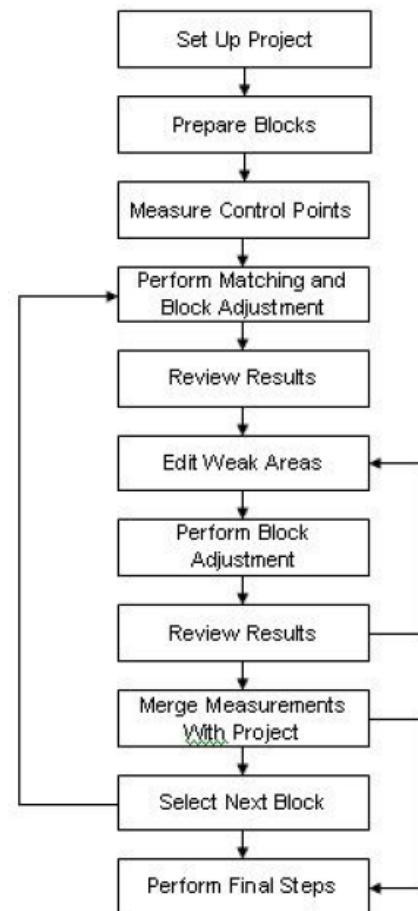 Set Up Project
Prepare Blocks
Measure Control Points
Perform Matching and
Block Adjustment
Review Results
Edit Weak Areas
Perform Block
Adjustment
Review Results
Merge Measurements
With Project
Select Next Block
Perform Final Steps